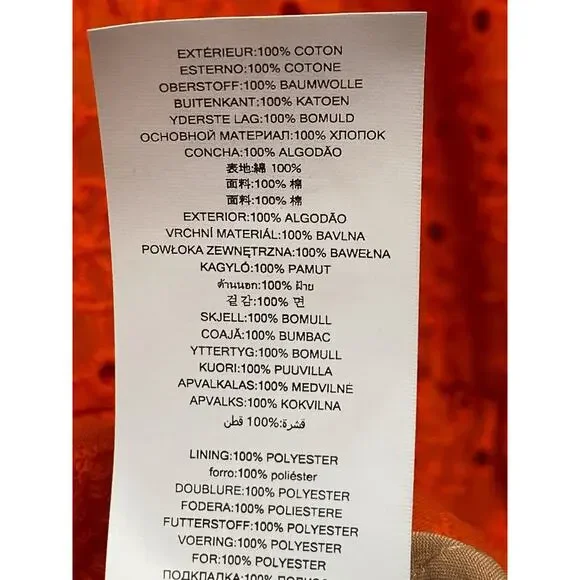 EXTÉRIEUR:100% COTON
ESTERNO:100% COTONE
OBERSTOFF:100% BAUMWOLLE
BUITENKANT:100% KATOEN
YDERSTE LAG:100% BOMULD
ОСНОВНОЙ МАТЕРИАЛ:100% ХЛОПОК
CONCHA:100% ALGODÃO
表地:綿 100%
面料:100% 棉
面料:100% 棉
EXTERIOR:100% ALGODÃO
VRCHNÍ MATERIÁL:100% BAVLNA
POWŁOKA ZEWNĘTRZNA:100% BAWEŁNA
KAGYLÓ:100% PAMUT
ด้านนอก:100% ฝ้าย
겉감:100% 면
SKJELL:100% BOMULL
COAJĂ:100% BUMBAC
YTTERTYG:100% BOMULL
KUORI:100% PUUVILLA
APVALKALAS:100% MEDVILNĖ
APVALKS:100% KOKVILNA
قشرة:100% قطن
LINING:100% POLYESTER
forro:100% poliéster
DOUBLURE:100% POLYESTER
FODERA:100% POLIESTERE
FUTTERSTOFF:100% POLYESTER
VOERING:100% POLYESTER
FOR:100% POLYESTER
ПОДКЛАДКА:100%